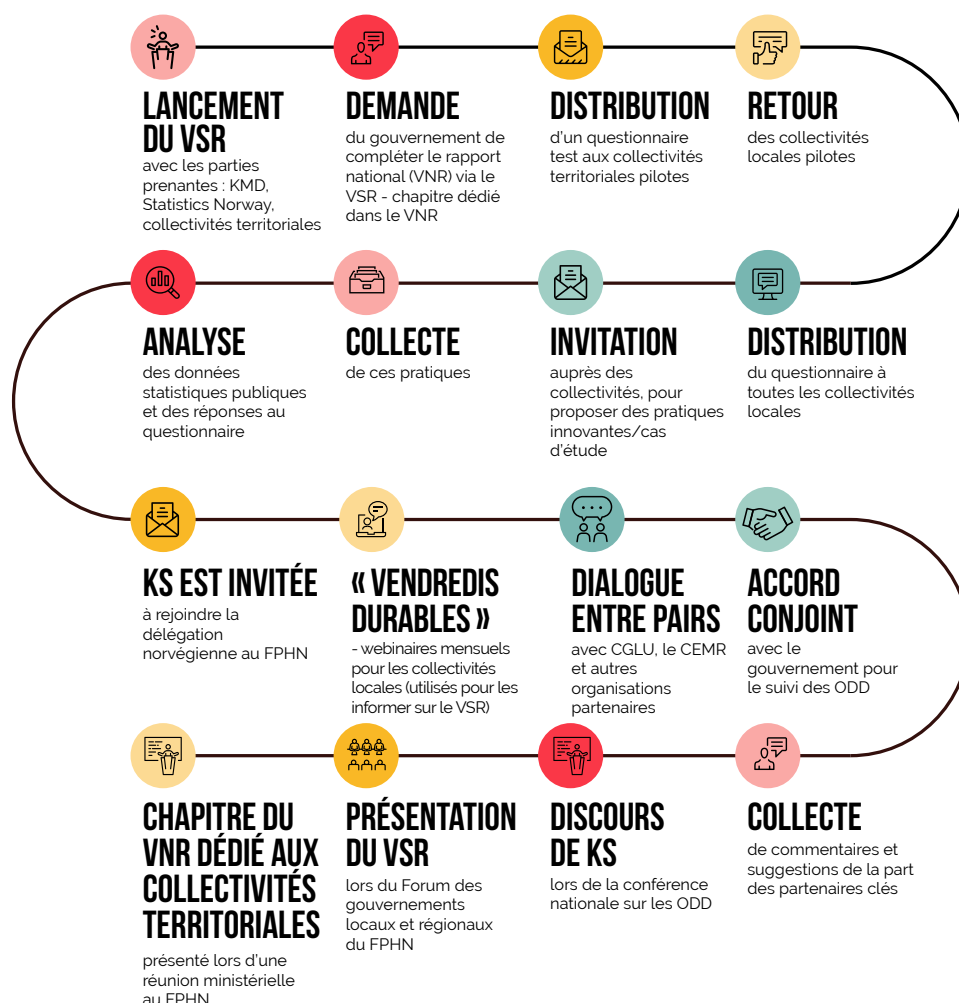 LANCEMENT
DU VSR
avec les parties
prenantes : KMD,
Statistics Norway,
collectivités territoriales
DEMANDE
du gouvernement de
compléter le rapport
national (VNR) via le
VSR - chapitre dédié
dans le VNR
DISTRIBUTION
d'un questionnaire
test aux collectivités
territoriales pilotes
RETOUR
des collectivités
locales pilotes
ANALYSE
des données
statistiques publiques
et des réponses au
questionnaire
COLLECTE
de ces pratiques
INVITATION
auprès des
collectivités, pour
proposer des pratiques
innovantes/cas
d'étude
DISTRIBUTION
du questionnaire à
toutes les collectivités
locales
KS EST INVITÉE
à rejoindre la
délégation
norvégienne au FPHN
« VENDREDIS
DURABLES »
- webinaires mensuels
pour les collectivités
locales (utilisés pour les
informer sur le VSR)
DIALOGUE
ENTRE PAIRS
avec CGLU, le CEMR
et autres
organisations
partenaires
ACCORD
CONJOINT
avec le
gouvernement pour
le suivi des ODD
CHAPITRE DU
VNR DÉDIÉ AUX
COLLECTIVITÉS
TERRITORIALES
présenté lors d'une
réunion ministérielle
au FPHN
PRÉSENTATION
DU VSR
lors du Forum des
gouvernements
locaux et régionaux
du FPHN
DISCOURS
DE KS
lors de la conférence
nationale sur les ODD
COLLECTE
de commentaires et
suggestions de la part
des partenaires clés